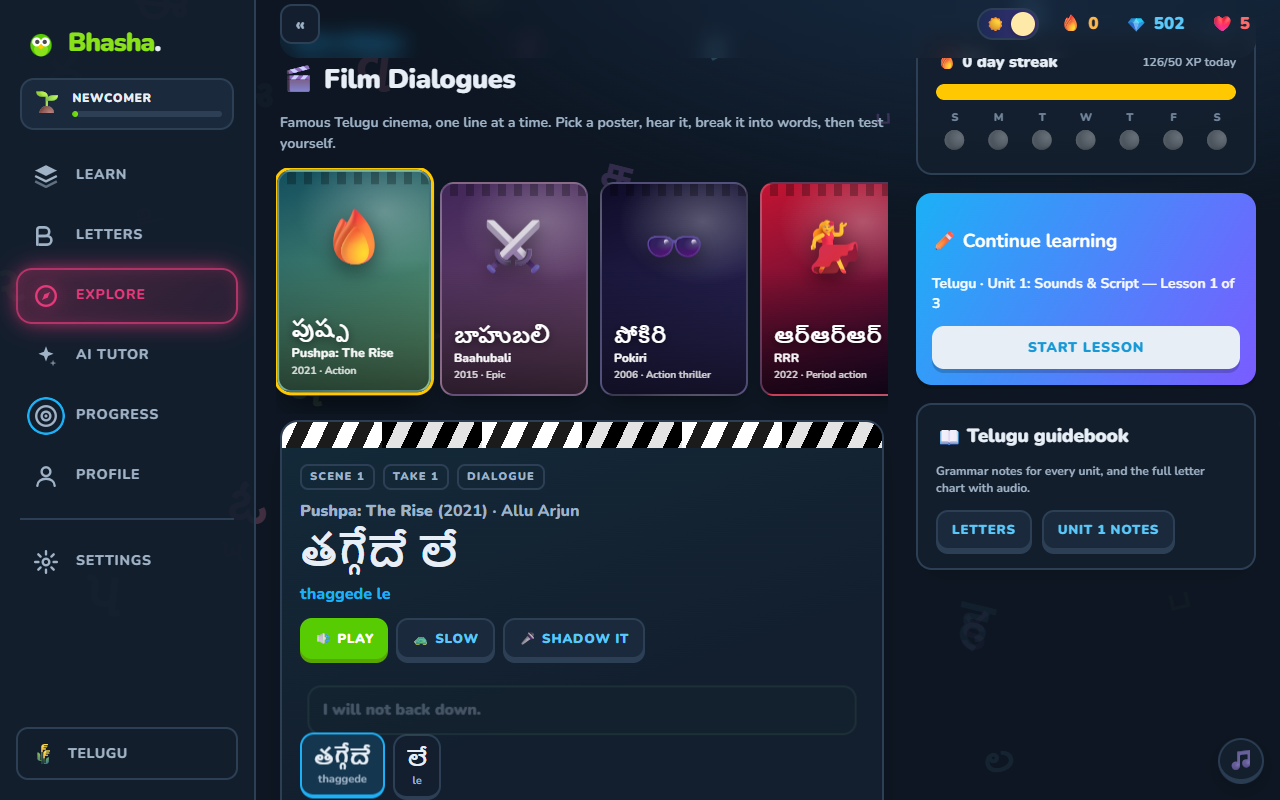 Bhasha.
NEWCOMER
LEARN
LETTERS
EXPLORE
AI TUTOR
PROGRESS
PROFILE
SETTINGS
TELUGU
«
0
502
5
Film Dialogues
Famous Telugu cinema, one line at a time. Pick a poster, hear it, break it into words, then test
yourself.
పుష్ప
Pushpa: The Rise
2021 · Action
బాహుబలి
Baahubali
2015 · Epic
పోకిరి
Pokiri
2006 · Action thriller
ఆర్ఆర్ఆర్
RRR
2022 · Period action
SCENE 1
TAKE 1
DIALOGUE
Pushpa: The Rise (2021) · Allu Arjun
తగ్గేదే లే
thaggede le
PLAY
SLOW
SHADOW IT
I will not back down.
తగ్గేదే
thaggede
లే
le
0 day streak
126/50 XP today
S M T W T F S
Continue learning
Telugu · Unit 1: Sounds & Script — Lesson 1 of
3
START LESSON
Telugu guidebook
Grammar notes for every unit, and the full letter
chart with audio.
LETTERS
UNIT 1 NOTES